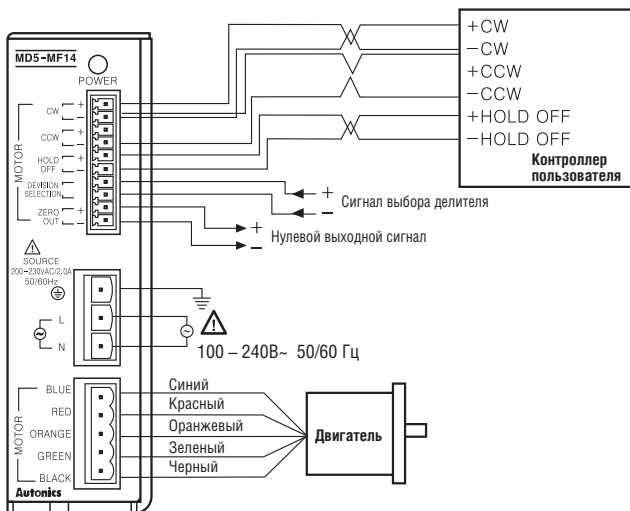 MD5-MF14
POWER
MOTOR
CW + −
CCW + −
HOLD OFF + −
DEVISION SELECTION
ZERO OUT + −
SOURCE
200-230VAC/2.0A
50/60Hz
L
N
MOTOR
BLUE
RED
ORANGE
GREEN
BLACK
Autonics
+CW
−CW
+CCW
−CCW
+HOLD OFF
−HOLD OFF
Контроллер
пользователя
+
− Сигнал выбора делителя
+
− Нулевой выходной сигнал
100 – 240В~ 50/60 Гц
Синий
Красный
Оранжевый
Зеленый
Черный
Двигатель